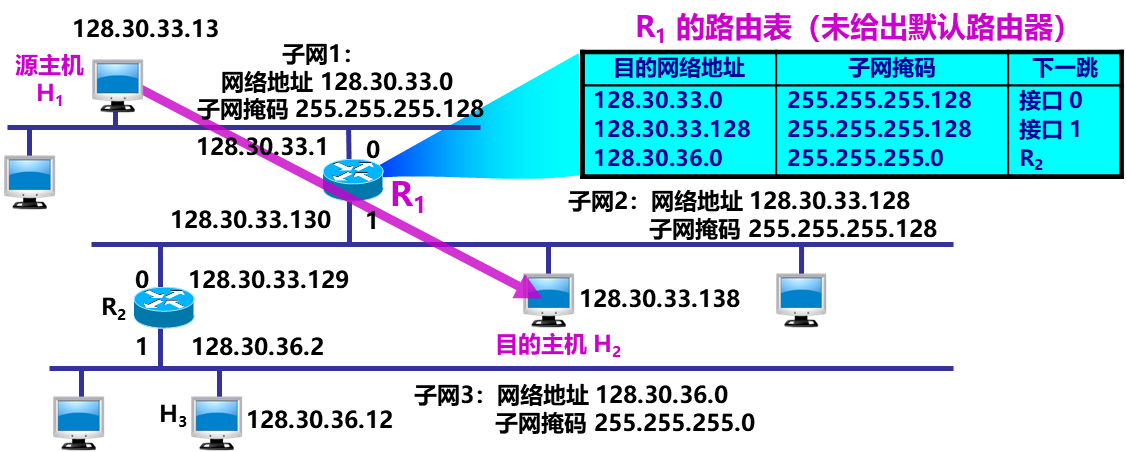 128.30.33.13
R1 的路由表（未给出默认路由器）
源主机
H1
子网1：
网络地址 128.30.33.0
子网掩码 255.255.255.128
目的网络地址 子网掩码 下一跳
128.30.33.0 255.255.255.128 接口 0
128.30.33.128 255.255.255.128 接口 1
128.30.36.0 255.255.255.0 R2
128.30.33.1 0
R1
128.30.33.130 1
子网2：网络地址 128.30.33.128
子网掩码 255.255.255.128
0 128.30.33.129
R2
128.30.33.138
1 128.30.36.2
目的主机 H2
子网3：网络地址 128.30.36.0
子网掩码 255.255.255.0
H3 128.30.36.12